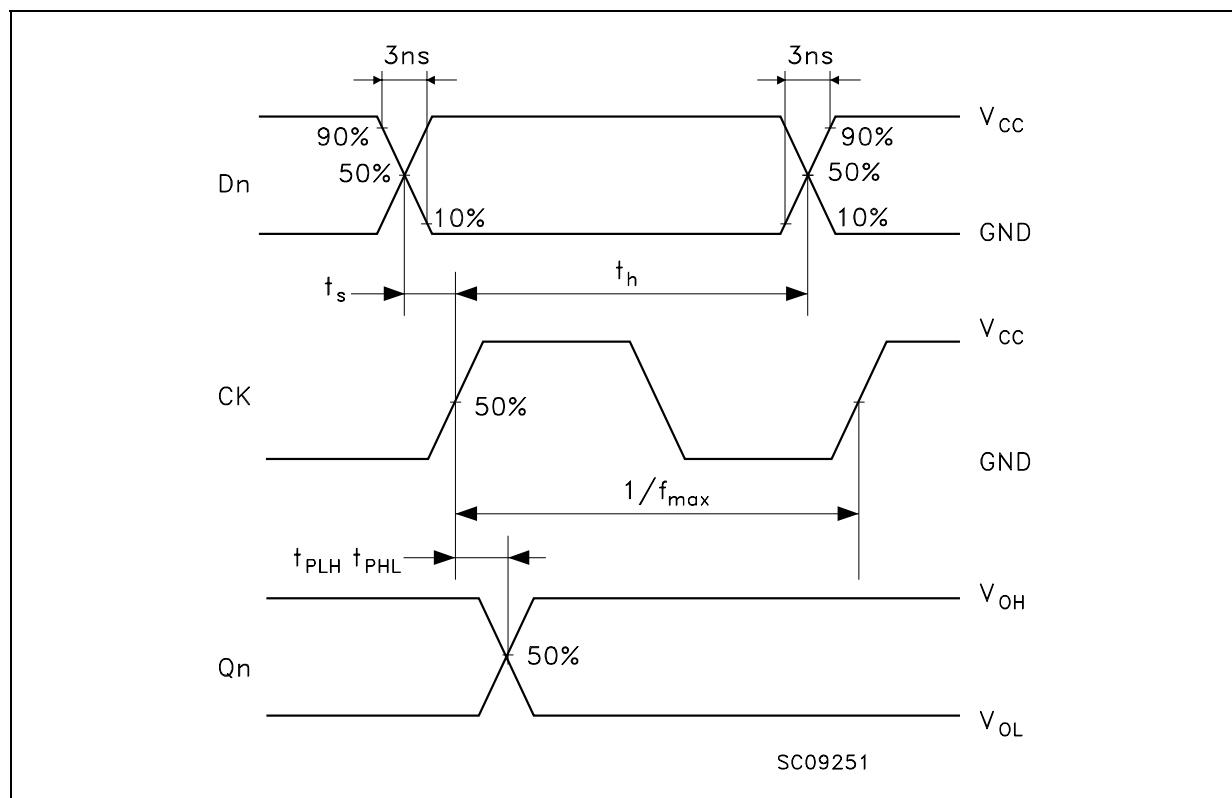 3ns 3ns
V_CC
90% 90%
50% 50%
Dn
10% 10%
GND
t_s t_h
V_CC
CK
50%
GND
1/f_max
t_PLH t_PHL
V_OH
50%
Qn
V_OL
SC09251